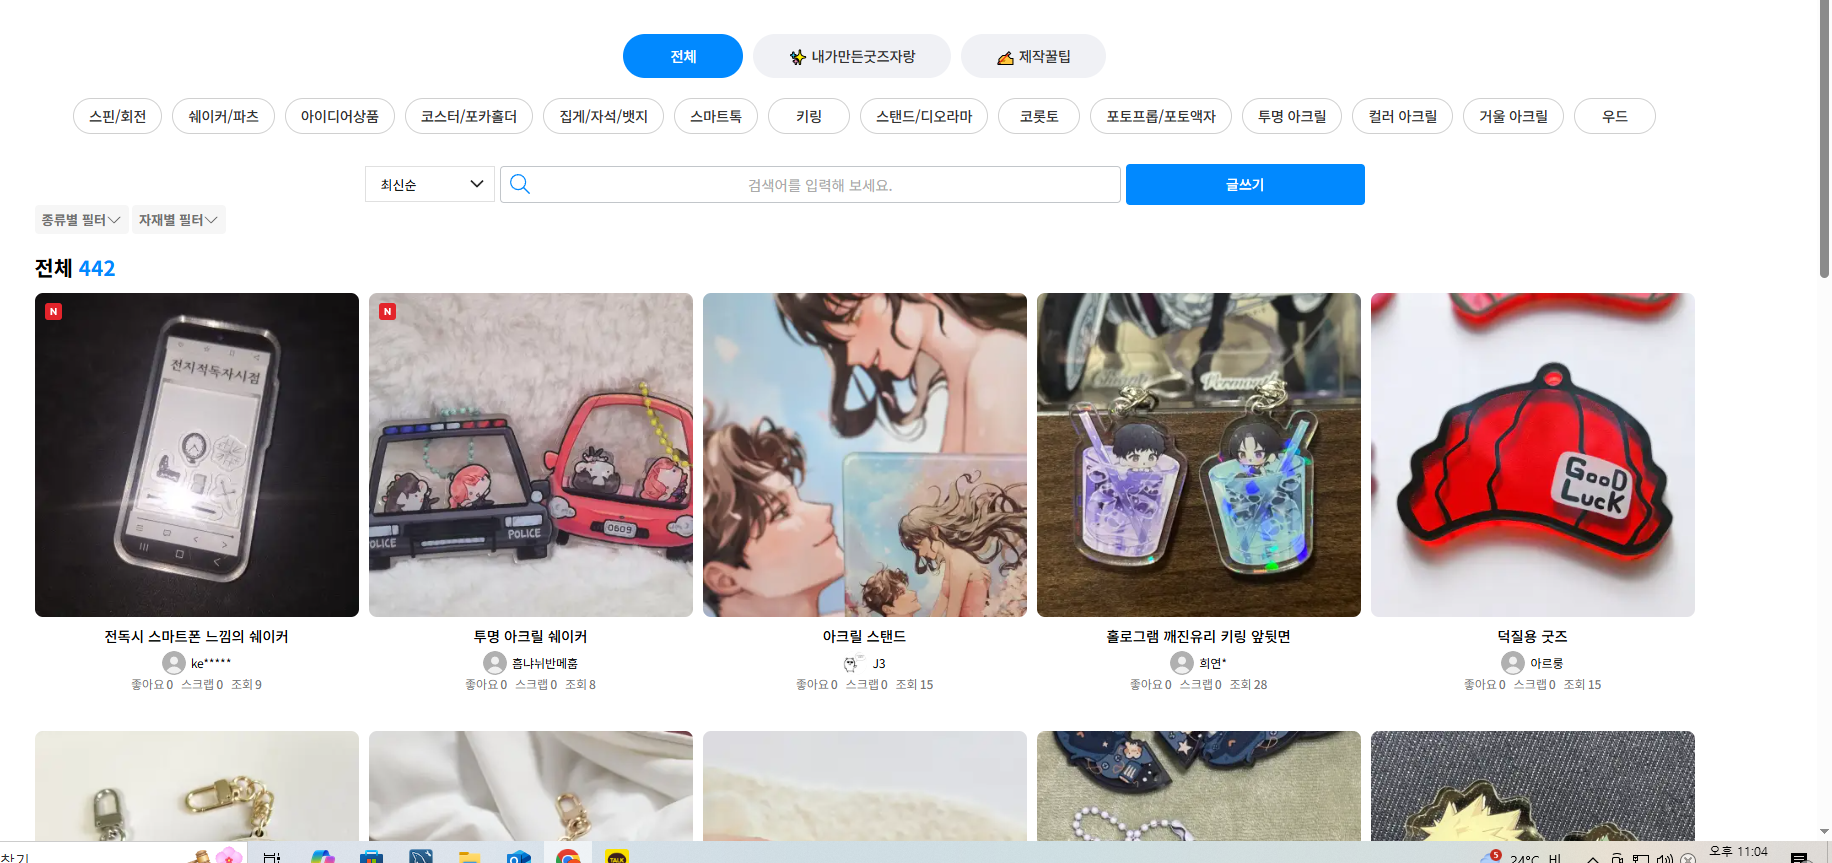 전체
내가만든굿즈자랑
제작꿀팁
스핀/회전
쉐이커/파츠
아이디어상품
코스터/포카홀더
집게/자석/뱃지
스마트톡
키링
스탠드/디오라마
코롯토
포토프롭/포토액자
투명 아크릴
컬러 아크릴
거울 아크릴
우드
최신순
검색어를 입력해 보세요.
글쓰기
종류별 필터
자재별 필터
전체 442
N
전지적독자시점
N
POLICE
POLICE
0609
GooD
LucK
전독시 스마트폰 느낌의 쉐이커
ke*****
좋아요 0 스크랩 0 조회 9
투명 아크릴 쉐이커
흡냐뉘반메훕
좋아요 0 스크랩 0 조회 8
아크릴 스탠드
J3
좋아요 0 스크랩 0 조회 15
홀로그램 깨진유리 키링 앞뒷면
희연*
좋아요 0 스크랩 0 조회 28
덕질용 굿즈
아르룽
좋아요 0 스크랩 0 조회 15
찾기
TALK
5
24°C 비
오후 11:04